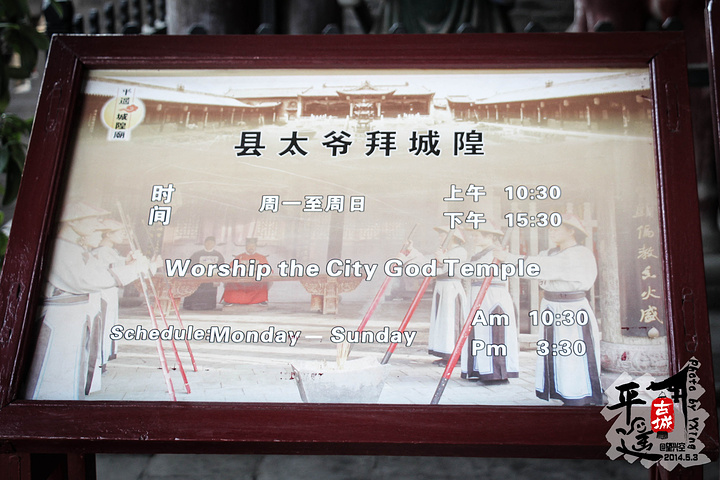 平遥
城隍廟
县太爷拜城隍
时间
周一至周日
上午 10:30
下午 15:30
Worship the City God Temple
Schedule:Monday — Sunday
Am 10:30
Pm 3:30
Photo by YXing
平遥
古城
2014.5.3